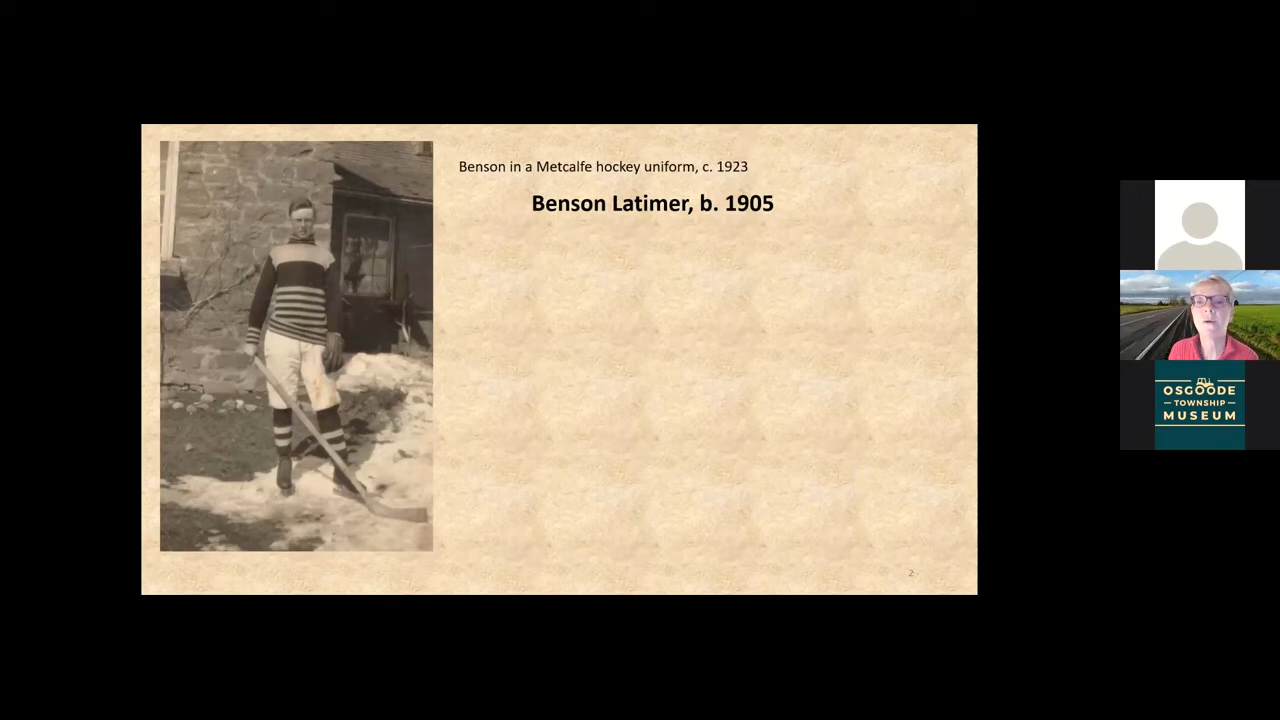 Benson in a Metcalfe hockey uniform, c. 1923
Benson Latimer, b. 1905
2
OSGOODE
TOWNSHIP
MUSEUM